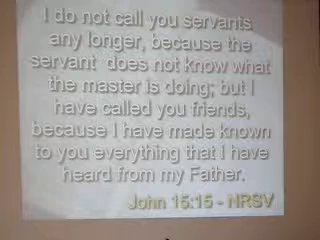 I do not call you servants
any longer, because the
servant does not know what
the master is doing; but I
have called you friends,
because I have made known
to you everything that I have
heard from my Father.
John 15:15 - NRSV